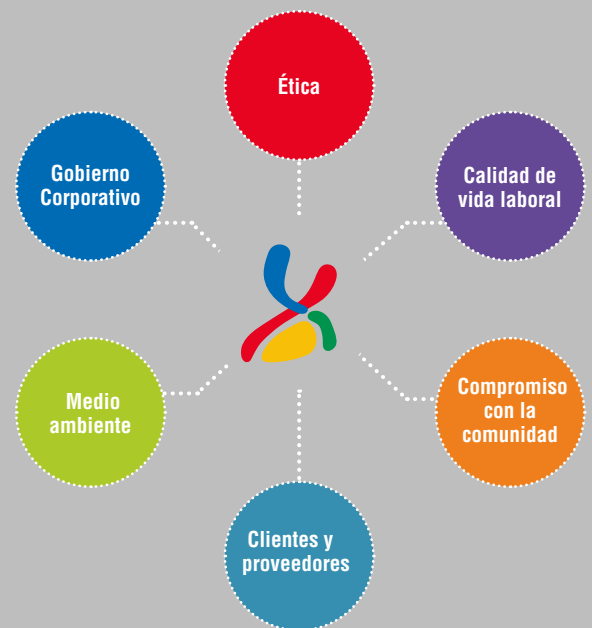 Ética
Gobierno
Corporativo
Calidad de
vida laboral
Medio
ambiente
Compromiso
con la
comunidad
Clientes y
proveedores